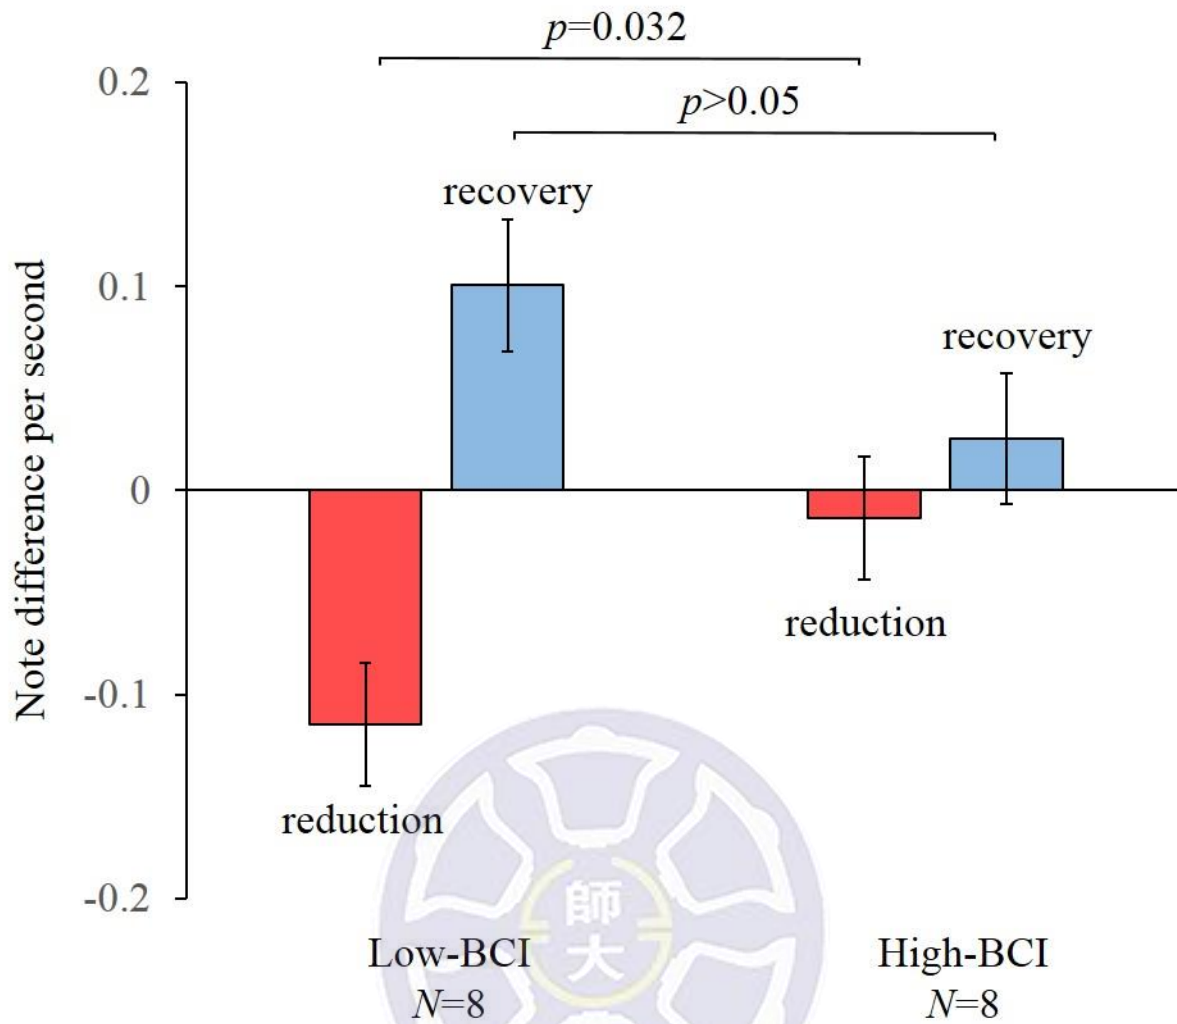 p=0.032
0.2
p>0.05
recovery
0.1
recovery
Note difference per second
0
reduction
-0.1
reduction
-0.2
師
大
Low-BCI
High-BCI
N=8
N=8